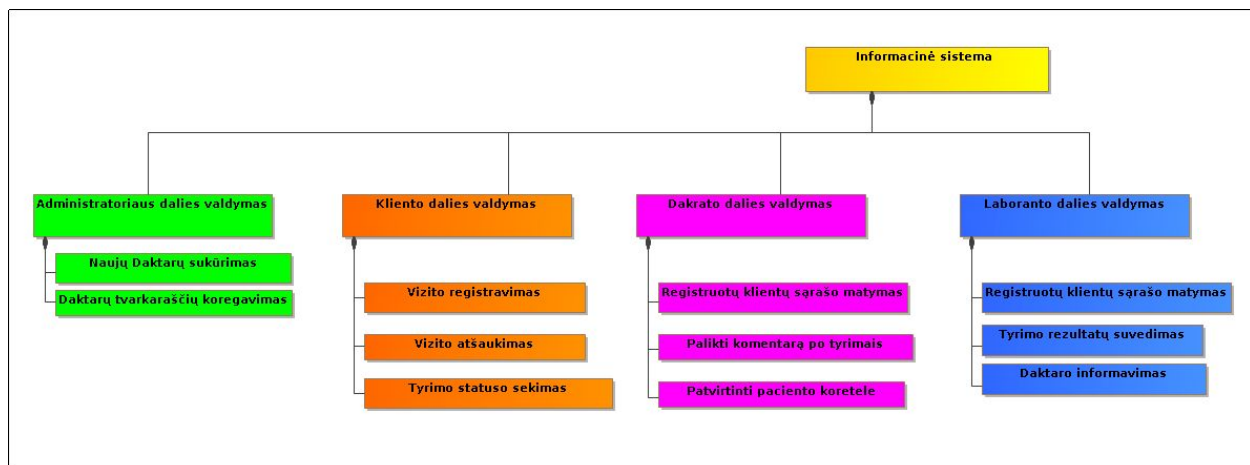 Informacinė sistema
Administratoriaus dalies valdymas
Naujų Daktarų sukūrimas
Daktarų tvarkaraščių koregavimas
Kliento dalies valdymas
Vizito registravimas
Vizito atšaukimas
Tyrimo statuso sekimas
Dakrato dalies valdymas
Registruotų klientų sąrašo matymas
Palikti komentarą po tyrimais
Patvirtinti paciento koretele
Laboranto dalies valdymas
Registruotų klientų sąrašo matymas
Tyrimo rezultatų suvedimas
Daktaro informavimas